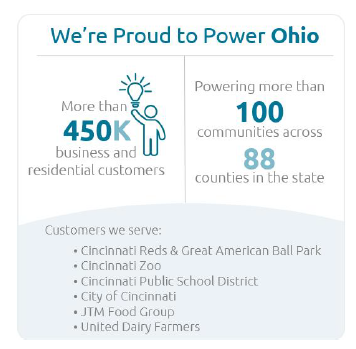 We're Proud to Power Ohio
More than
450K
business and
residential customers
Powering more than
100
communities across
88
counties in the state
Customers we serve:
• Cincinnati Reds & Great American Ball Park
• Cincinnati Zoo
• Cincinnati Public School District
• City of Cincinnati
• JTM Food Group
• United Dairy Farmers